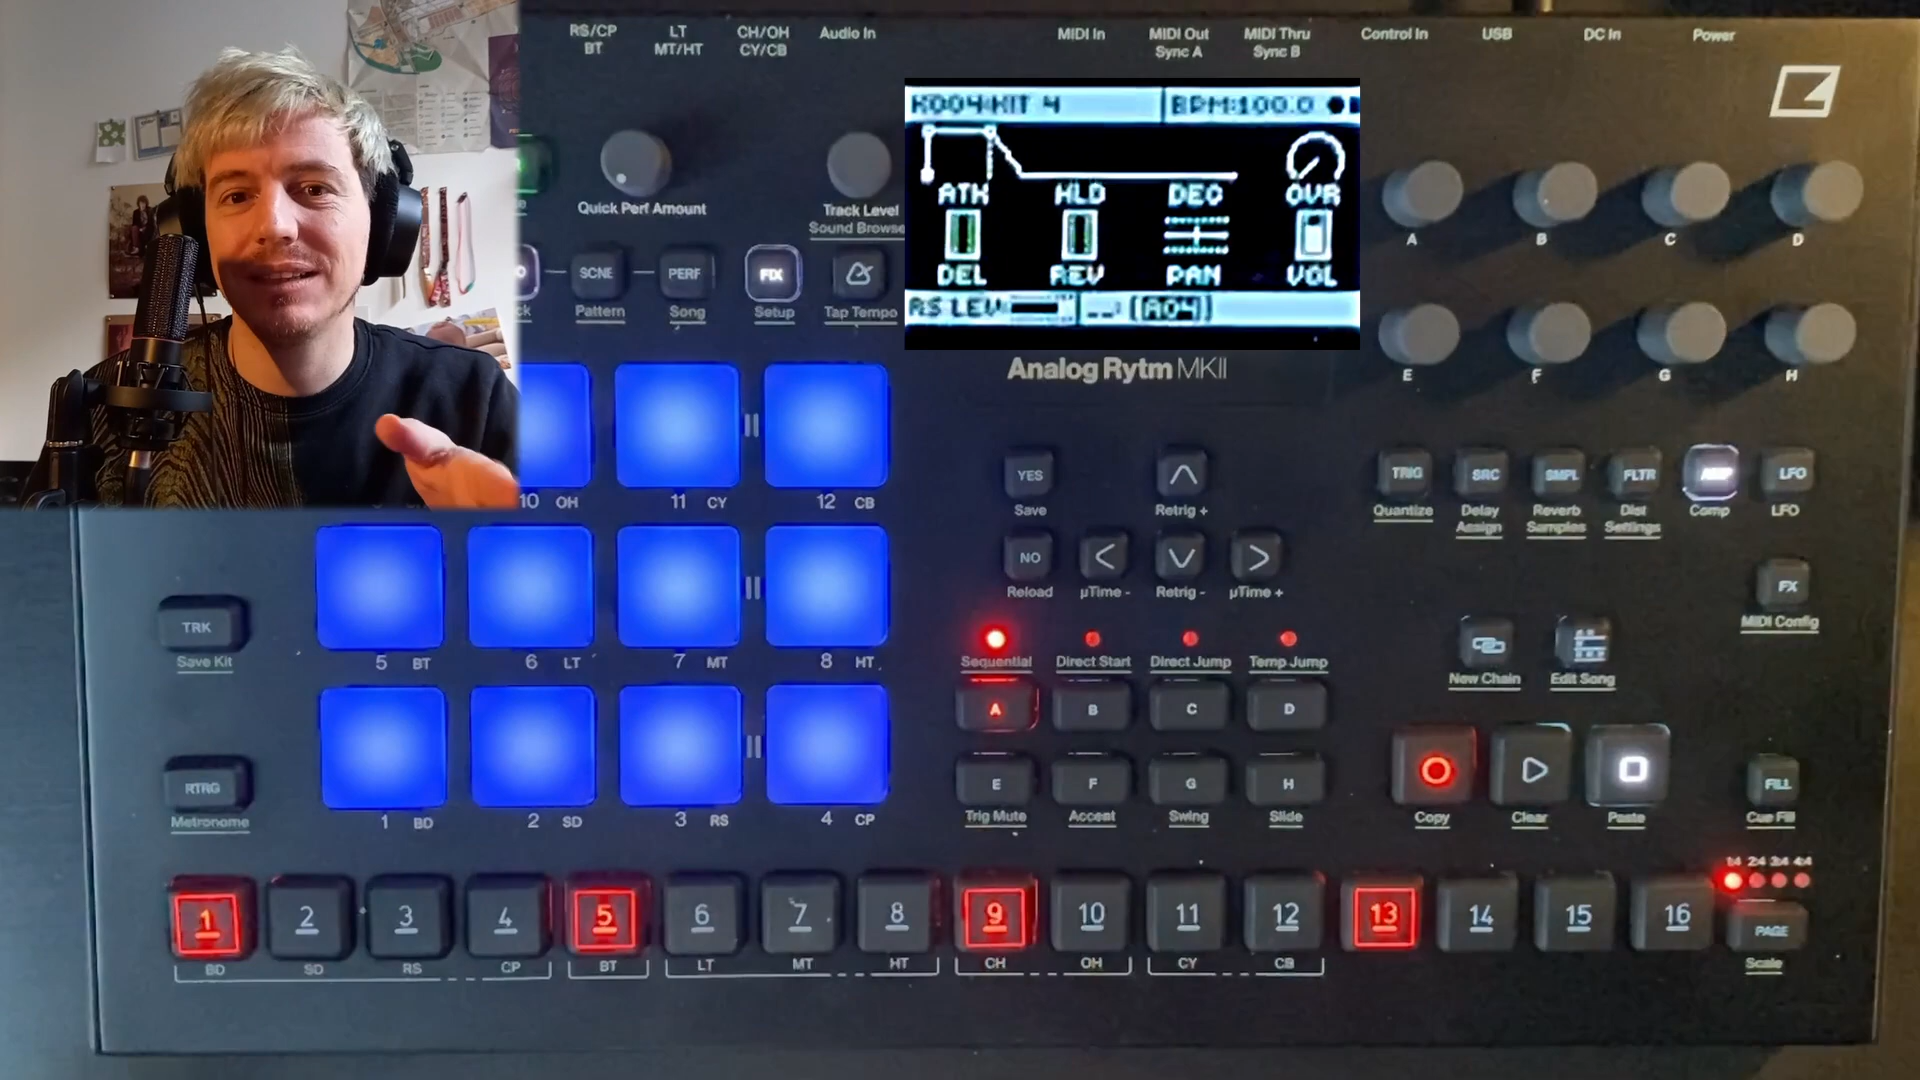 RS/CP
BT
LT
MT/HT
CH/OH
CY/CB
Audio In
MIDI In
MIDI Out
Sync A
MIDI Thru
Sync B
Control In
USB
DC In
Power
K004:KIT 4
BPM:100.0
ATK
HLD
DEC
OVR
DEL
REV
PAN
VOL
RS LEV
(A04)
Quick Perf Amount
Track Level
Sound Browse
A
B
C
D
E
F
G
H
SCNE
PERF
FIX
Pattern
Song
Setup
Tap Tempo
Analog Rytm MKII
10 OH
11 CY
12 CB
YES
Save
Retrig +
NO
Reload
µTime -
Retrig -
µTime +
TRIG
SRC
SMPL
FLTR
AMP
LFO
Quantize
Delay
Assign
Reverb
Samples
Dist
Settings
Comp
LFO
FX
MIDI Config
TRK
Save Kit
5 BT
6 LT
7 MT
8 HT
Sequential
Direct Start
Direct Jump
Temp Jump
A
B
C
D
New Chain
Edit Song
RTRG
Metronome
1 BD
2 SD
3 RS
4 CP
E
F
G
H
Trig Mute
Accent
Swing
Slide
Copy
Clear
Paste
FILL
Cue Fill
1:4 2:4 3:4 4:4
1 2 3 4 5 6 7 8 9 10 11 12 13 14 15 16
PAGE
BD SD RS CP BT LT MT HT CH OH CY CB
Scale